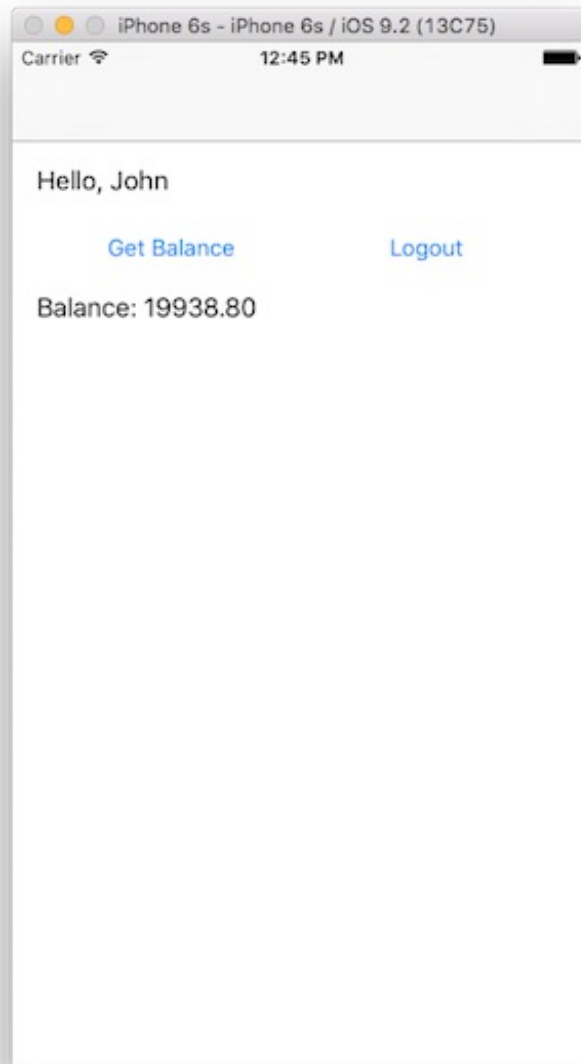 iPhone 6s - iPhone 6s / iOS 9.2 (13C75)
Carrier 12:45 PM
Hello, John
Get Balance Logout
Balance: 19938.80